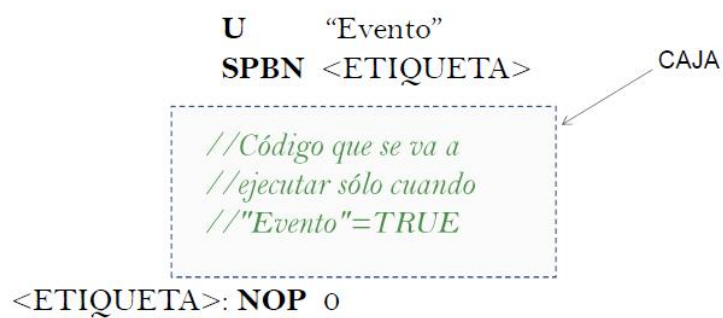 U “Evento”
SPBN <ETIQUETA>
CAJA
//Código que se va a
//ejecutar sólo cuando
//"Evento"=TRUE
<ETIQUETA>: NOP 0